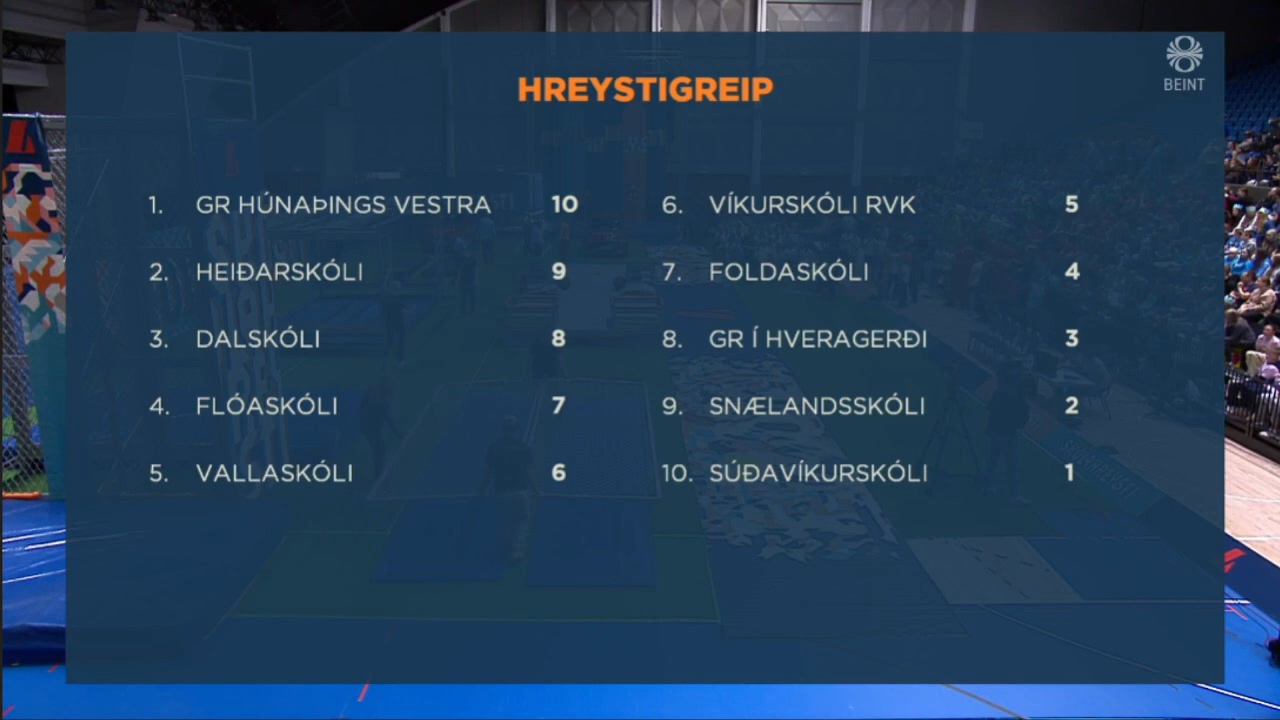 HREYSTIGREIP
BEINT
1. GR HÚNAÞINGS VESTRA 10
2. HEIÐARSKÓLI 9
3. DALSKÓLI 8
4. FLÓASKÓLI 7
5. VALLASKÓLI 6
6. VÍKURSKÓLI RVK 5
7. FOLDASKÓLI 4
8. GR Í HVERAGERÐI 3
9. SNÆLANDSSKÓLI 2
10. SÚÐAVÍKURSKÓLI 1